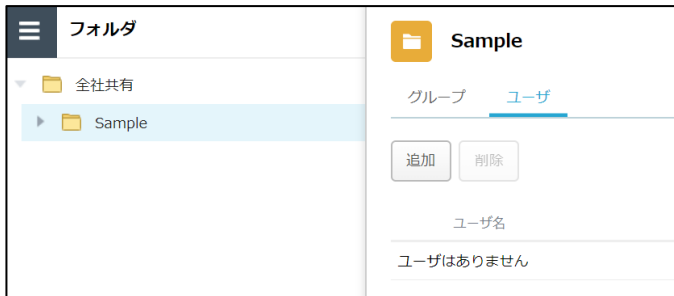 フォルダ
全社共有
Sample
Sample
グループ
ユーザ
追加
削除
ユーザ名
ユーザはありません